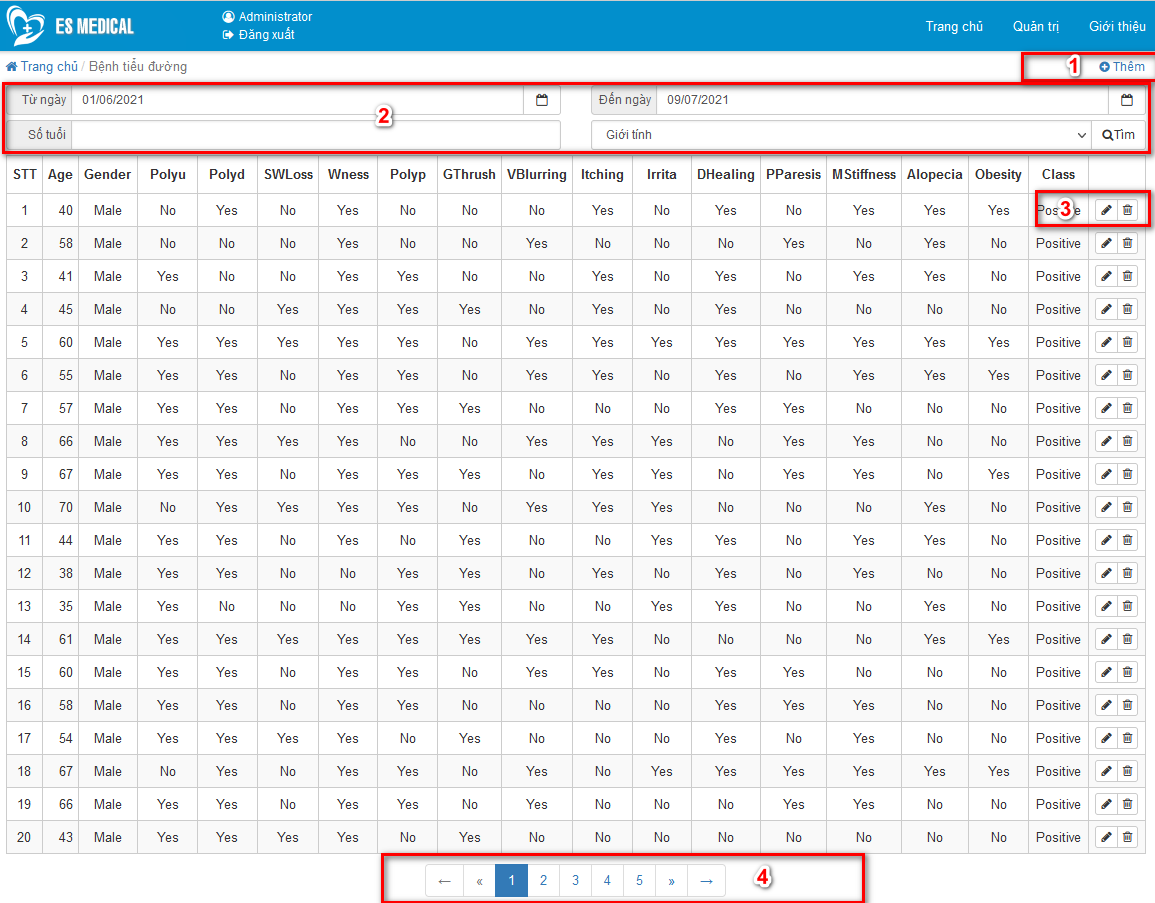 ES MEDICAL
Administrator
Đăng xuất
Trang chủ Quản trị Giới thiệu
Trang chủ / Bệnh tiểu đường
1 Thêm
Từ ngày 01/06/2021 Đến ngày 09/07/2021
2
Số tuổi Giới tính Tìm
STT Age Gender Polyu Polyd SWLoss Wness Polyp GThrush VBlurring Itching Irrita DHealing PParesis MStiffness Alopecia Obesity Class
1 40 Male No Yes No Yes No No No Yes No Yes No Yes Yes Yes 3
2 58 Male No No No Yes No No Yes No No No Yes No Yes No Positive
3 41 Male Yes No No Yes Yes No No Yes No Yes No Yes Yes No Positive
4 45 Male No No Yes Yes Yes Yes No Yes No Yes No No No No Positive
5 60 Male Yes Yes Yes Yes Yes No Yes Yes Yes Yes Yes Yes Yes Yes Positive
6 55 Male Yes Yes No Yes Yes No Yes Yes No Yes No Yes Yes Yes Positive
7 57 Male Yes Yes No Yes Yes Yes No No No Yes Yes No No No Positive
8 66 Male Yes Yes Yes Yes No No Yes Yes Yes No Yes Yes No No Positive
9 67 Male Yes Yes No Yes Yes Yes No Yes Yes No Yes Yes No Yes Positive
10 70 Male No Yes Yes Yes Yes No Yes Yes Yes No No No Yes No Positive
11 44 Male Yes Yes No Yes No Yes No No Yes Yes No Yes Yes No Positive
12 38 Male Yes Yes No No Yes Yes No Yes No Yes No Yes No No Positive
13 35 Male Yes No No No Yes Yes No No Yes Yes No No Yes No Positive
14 61 Male Yes Yes Yes Yes Yes Yes Yes Yes No No No No Yes Yes Positive
15 60 Male Yes Yes No Yes Yes No Yes Yes No Yes Yes No No No Positive
16 58 Male Yes Yes No Yes Yes No No No No Yes Yes Yes No No Positive
17 54 Male Yes Yes Yes Yes No Yes No No No Yes No Yes No No Positive
18 67 Male No Yes No Yes Yes No Yes No Yes Yes Yes Yes Yes Yes Positive
19 66 Male Yes Yes No Yes Yes No Yes No No No Yes Yes No No Positive
20 43 Male Yes Yes Yes Yes No Yes No No No No No No No No Positive
← « 1 2 3 4 5 » → 4